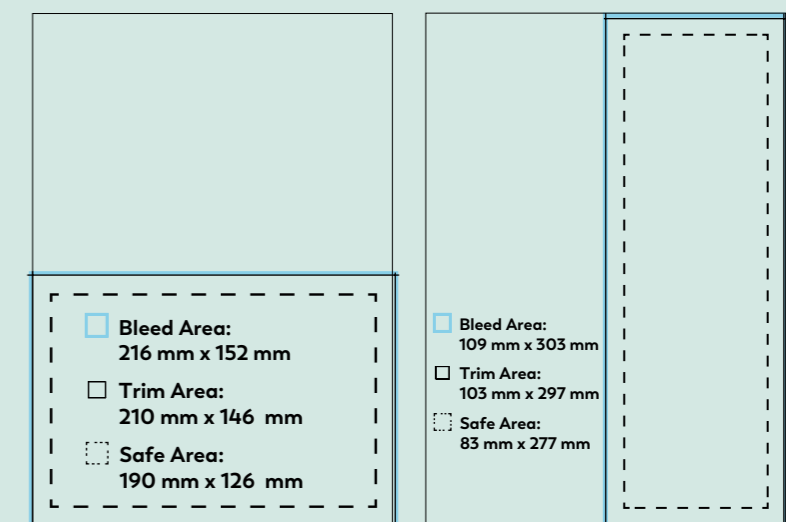 Bleed Area:
216 mm x 152 mm
Trim Area:
210 mm x 146  mm
Safe Area:
190 mm x 126  mm
Bleed Area:
109 mm x 303 mm
Trim Area:
103 mm x 297 mm
Safe Area:
83 mm x 277 mm